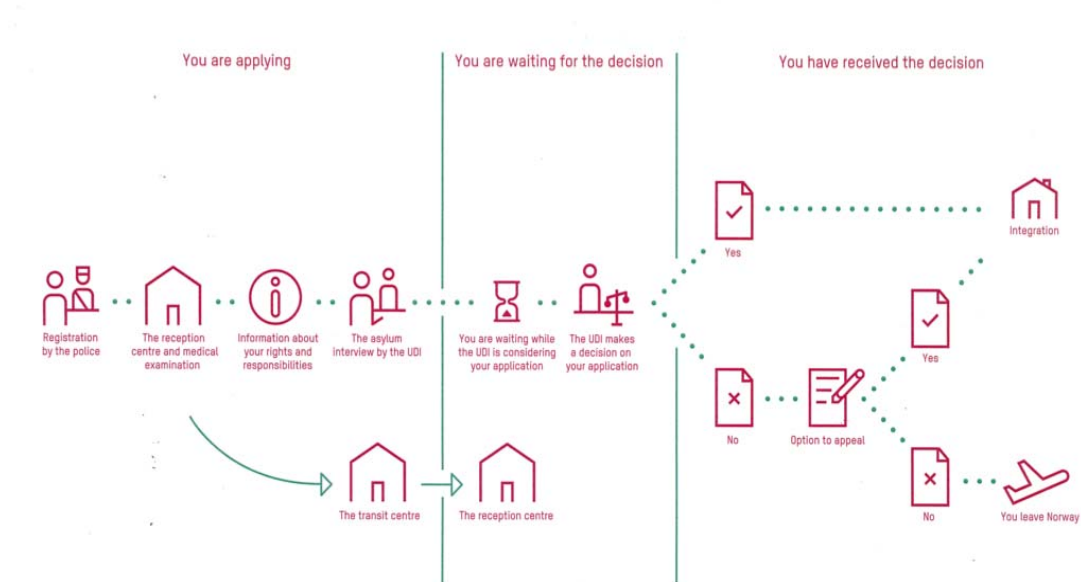 You are applying
You are waiting for the decision
You have received the decision
Yes
Integration
Registration
by the police
The reception
centre and medical
examination
Information about
your rights and
responsibilities
The asylum
interview by the UDI
You are waiting while
the UDI is considering
your application
The UDI makes
a decision on
your application
Yes
No
Option to appeal
No
You leave Norway
The transit centre
The reception centre